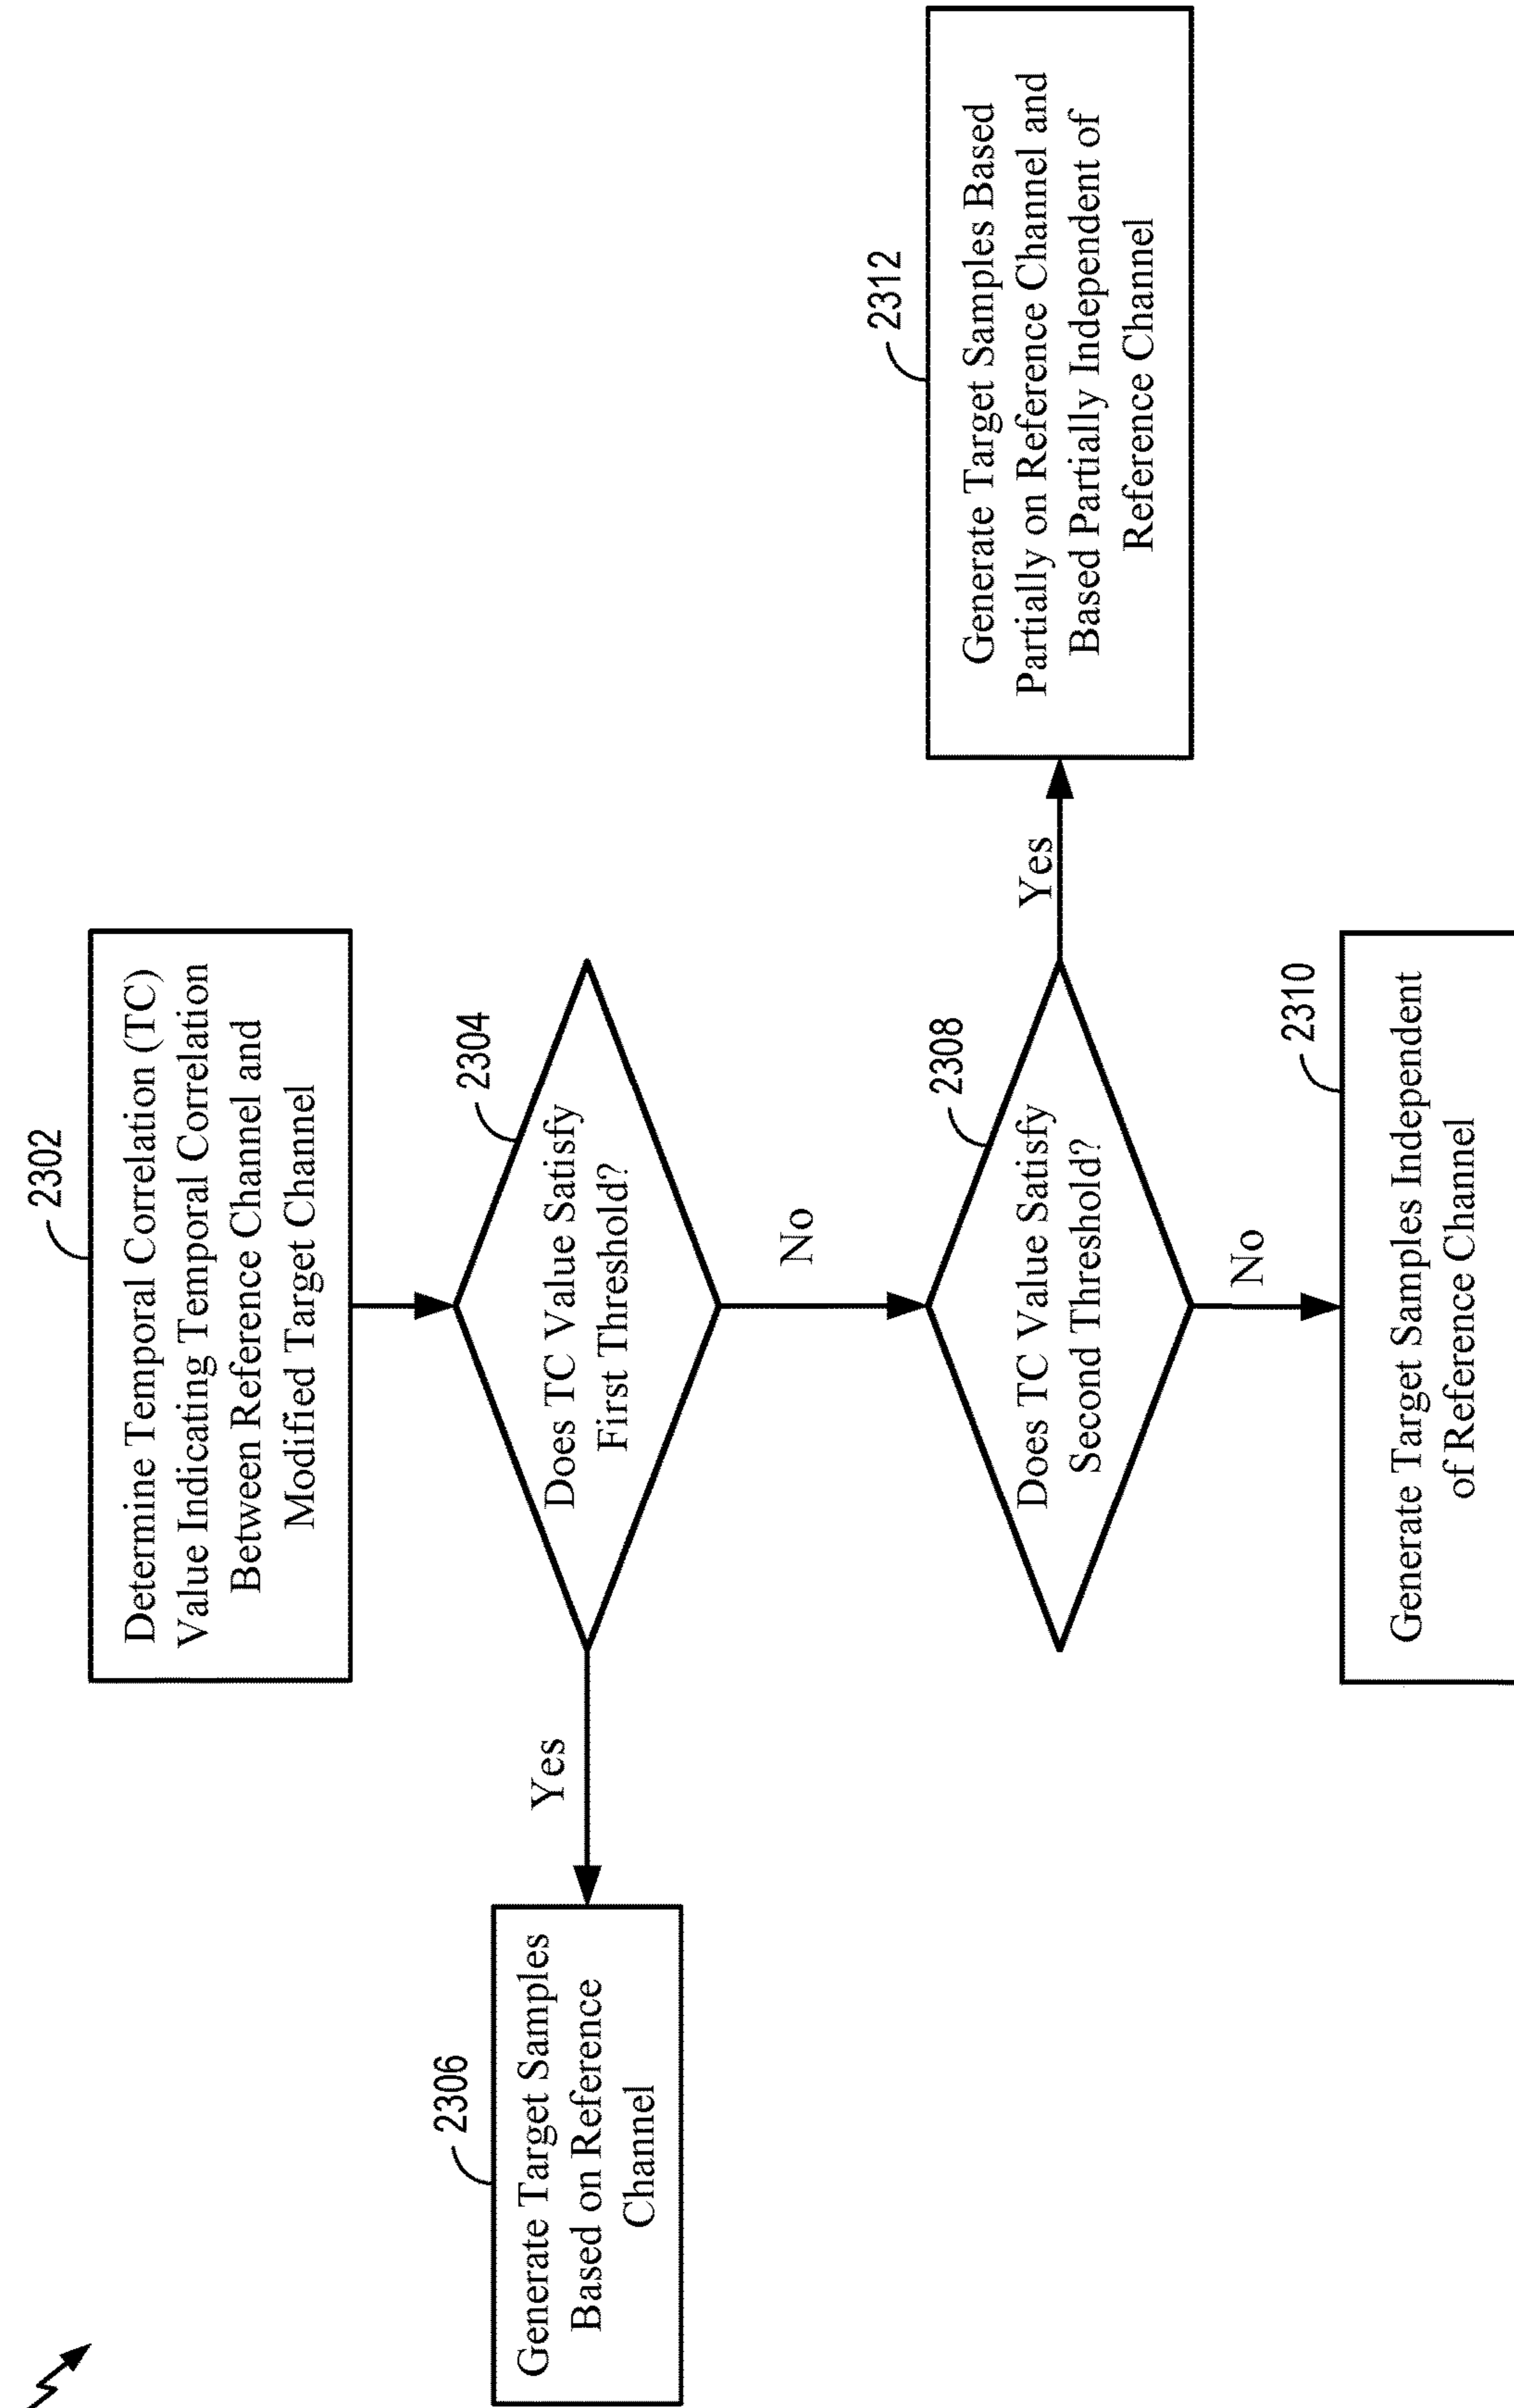 2302
Determine Temporal Correlation (TC)
Value Indicating Temporal Correlation
Between Reference Channel and
Modified Target Channel
2304
Does TC Value Satisfy
First Threshold?
Yes
2306
Generate Target Samples
Based on Reference
Channel
No
2308
Does TC Value Satisfy
Second Threshold?
Yes
2312
Generate Target Samples Based
Partially on Reference Channel and
Based Partially Independent of
Reference Channel
No
2310
Generate Target Samples Independent
of Reference Channel